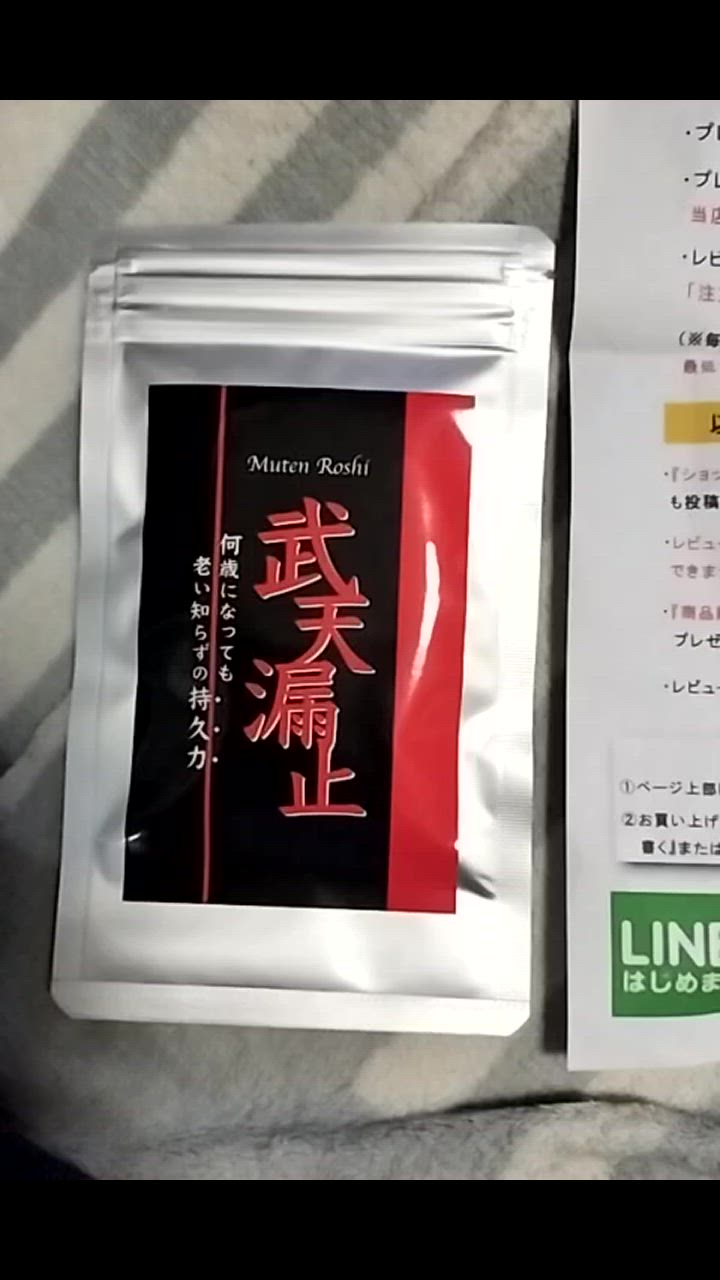 Muten Roshi
武天漏止
何歳になっても・・・
老い知らずの持久力
・プ
・プレ
当店
・レビ
「注
(※毎
最低
・『ショッ
も投稿
・レビュー
できま
・『商品
プレゼ
・レビュー
①ページ上部
②お買い上げ
書く』または
LINE
はじめま